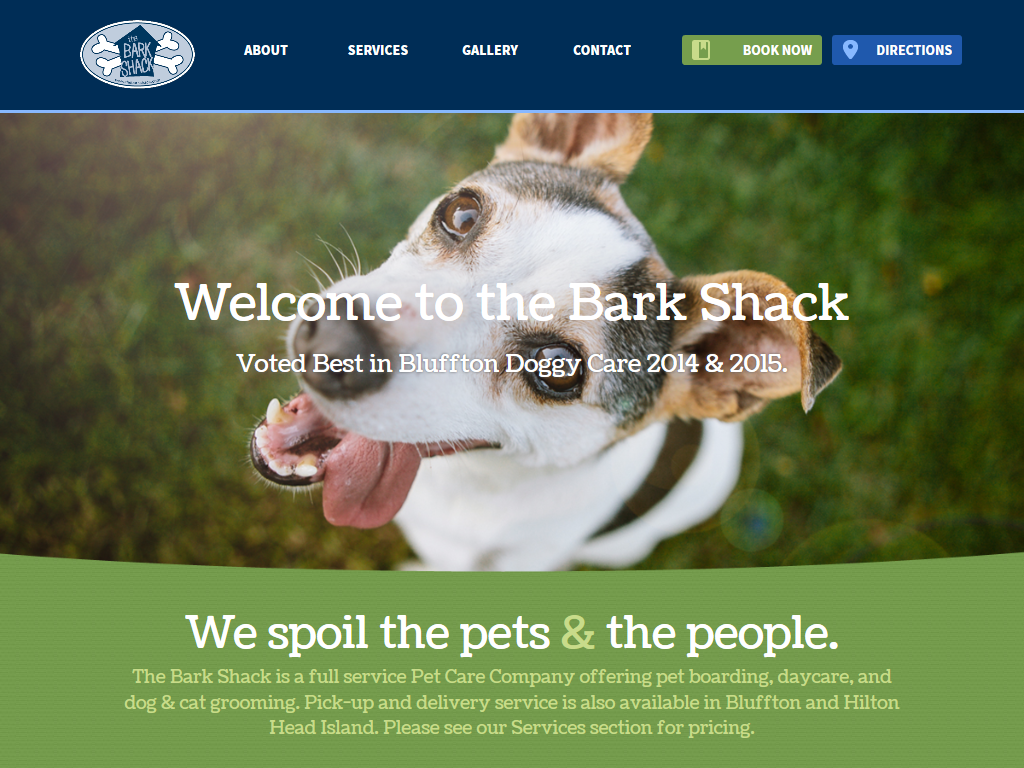 the
BARK
SHACK
ABOUT
SERVICES
GALLERY
CONTACT
BOOK NOW
DIRECTIONS
Welcome to the Bark Shack
Voted Best in Bluffton Doggy Care 2014 & 2015.
We spoil the pets & the people.
The Bark Shack is a full service Pet Care Company offering pet boarding, daycare, and
dog & cat grooming. Pick-up and delivery service is also available in Bluffton and Hilton
Head Island. Please see our Services section for pricing.